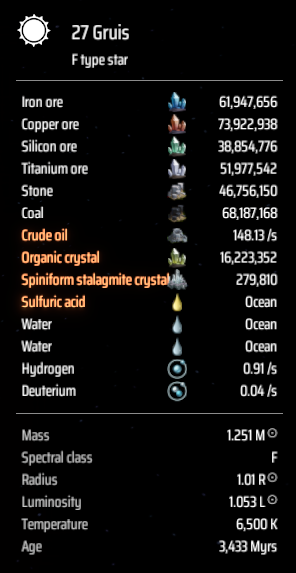 27 Gruis
F type star
Iron ore 61,947,656
Copper ore 73,922,938
Silicon ore 38,854,776
Titanium ore 51,977,542
Stone 46,756,150
Coal 68,187,168
Crude oil 148.13 /s
Organic crystal 16,223,352
Spiniform stalagmite crystal 279,810
Sulfuric acid Ocean
Water Ocean
Water Ocean
Hydrogen 0.91 /s
Deuterium 0.04 /s
Mass 1.251 M☉
Spectral class F
Radius 1.01 R☉
Luminosity 1.053 L☉
Temperature 6,500 K
Age 3,433 Myrs